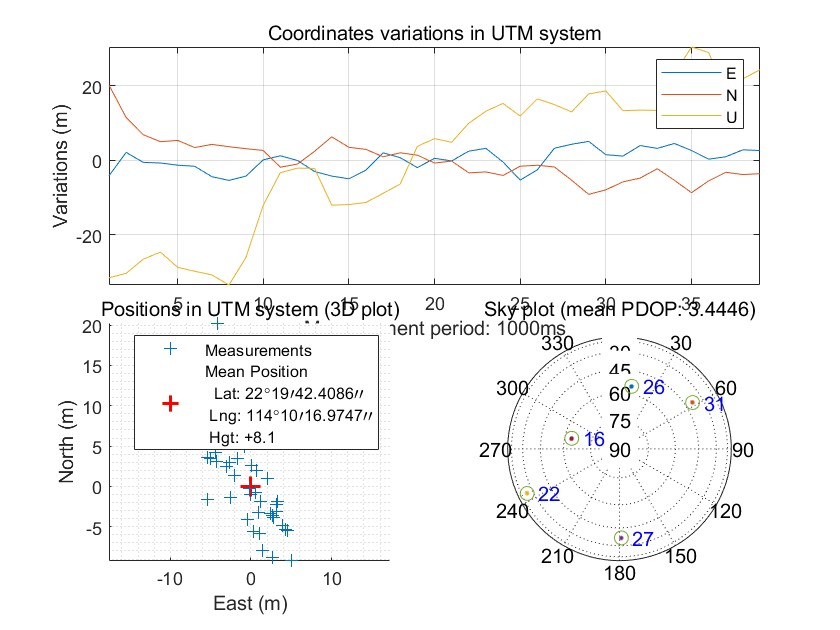 Coordinates variations in UTM system
Variations (m)
20
0
-20
E
N
U
5
10
15
20
25
30
35
Positions in UTM system (3D plot)
Sky plot (mean PDOP: 3.4446)
ment period: 1000ms
North (m)
20
15
10
5
0
-5
Measurements
Mean Position
Lat: 22°19′42.4086′′
Lng: 114°10′16.9747′′
Hgt: +8.1
-10
0
10
East (m)
330
30
300
60
270
90
240
120
210
150
180
45
60
75
90
26
31
16
22
27